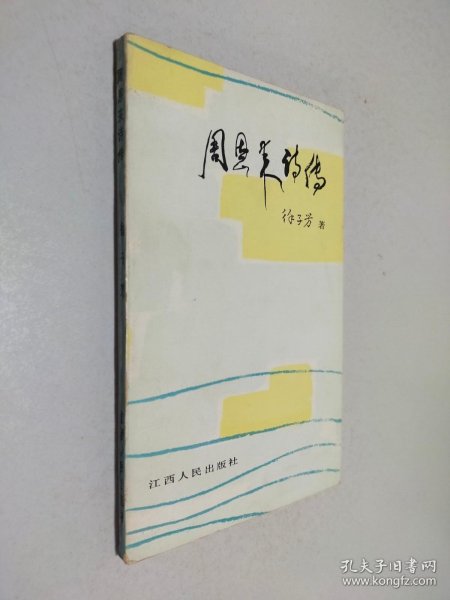 周恩来诗传
徐子芳 著
江西人民出版社
孔夫子旧书网
www.kongfz.com